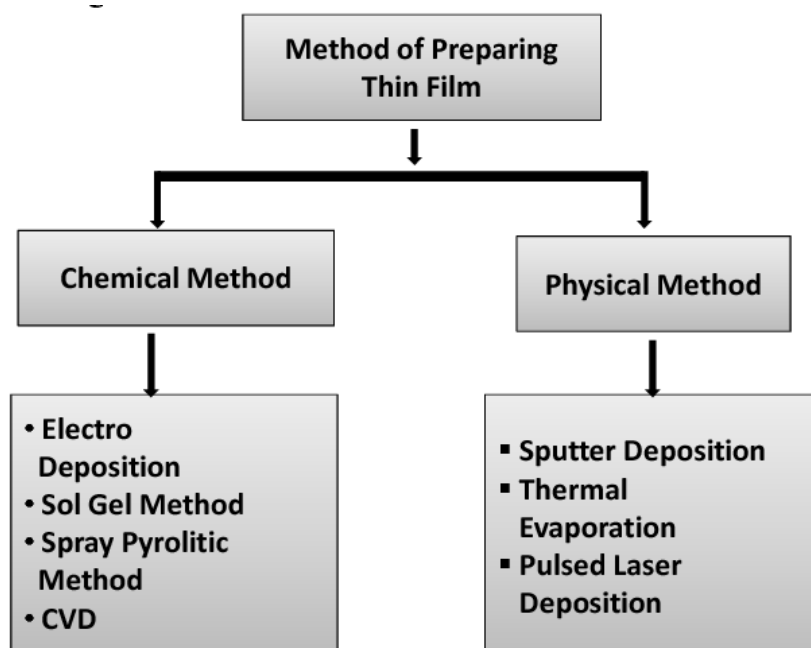 Method of Preparing
Thin Film
Chemical Method
Physical Method
• Electro
Deposition
• Sol Gel Method
• Spray Pyrolitic
Method
• CVD
▪ Sputter Deposition
▪ Thermal
Evaporation
▪ Pulsed Laser
Deposition